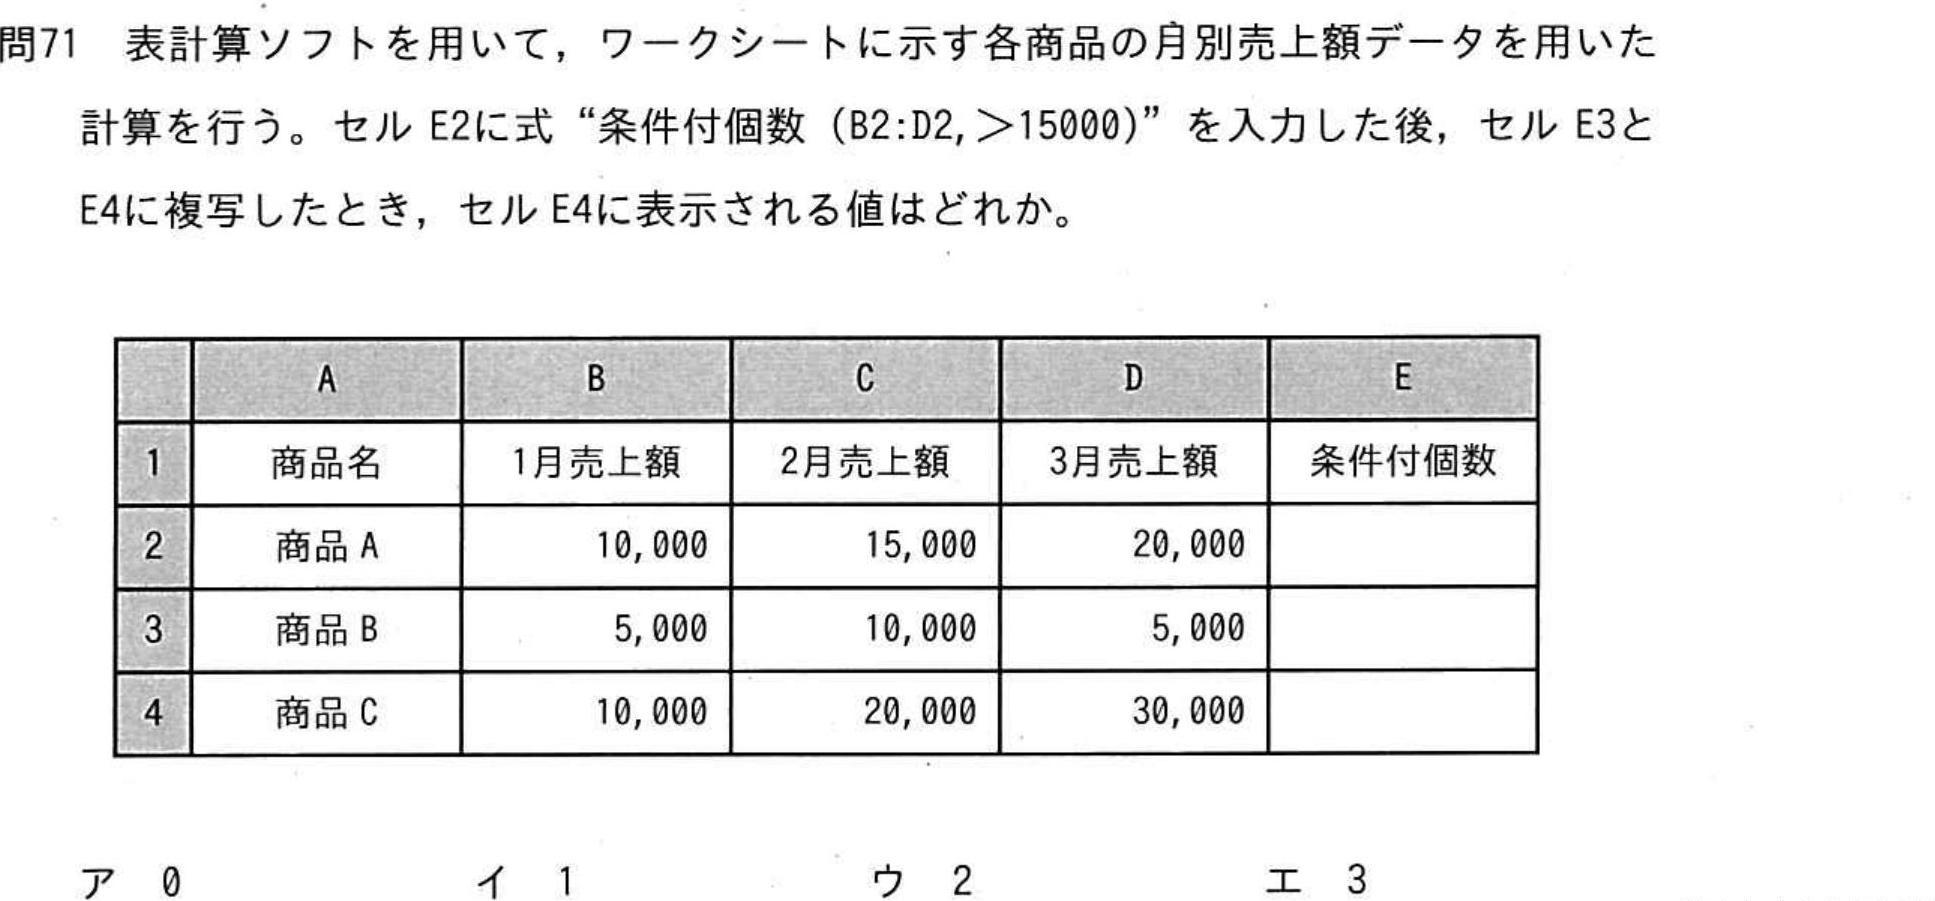 問71 表計算ソフトを用いて，ワークシートに示す各商品の月別売上額データを用いた
計算を行う。セル E2に式 “条件付個数（B2:D2,＞15000)” を入力した後，セル E3と
E4に複写したとき，セル E4に表示される値はどれか。
A B C D E
1 商品名 1月売上額 2月売上額 3月売上額 条件付個数
2 商品 A 10,000 15,000 20,000
3 商品 B 5,000 10,000 5,000
4 商品 C 10,000 20,000 30,000
ア 0 イ 1 ウ 2 エ 3